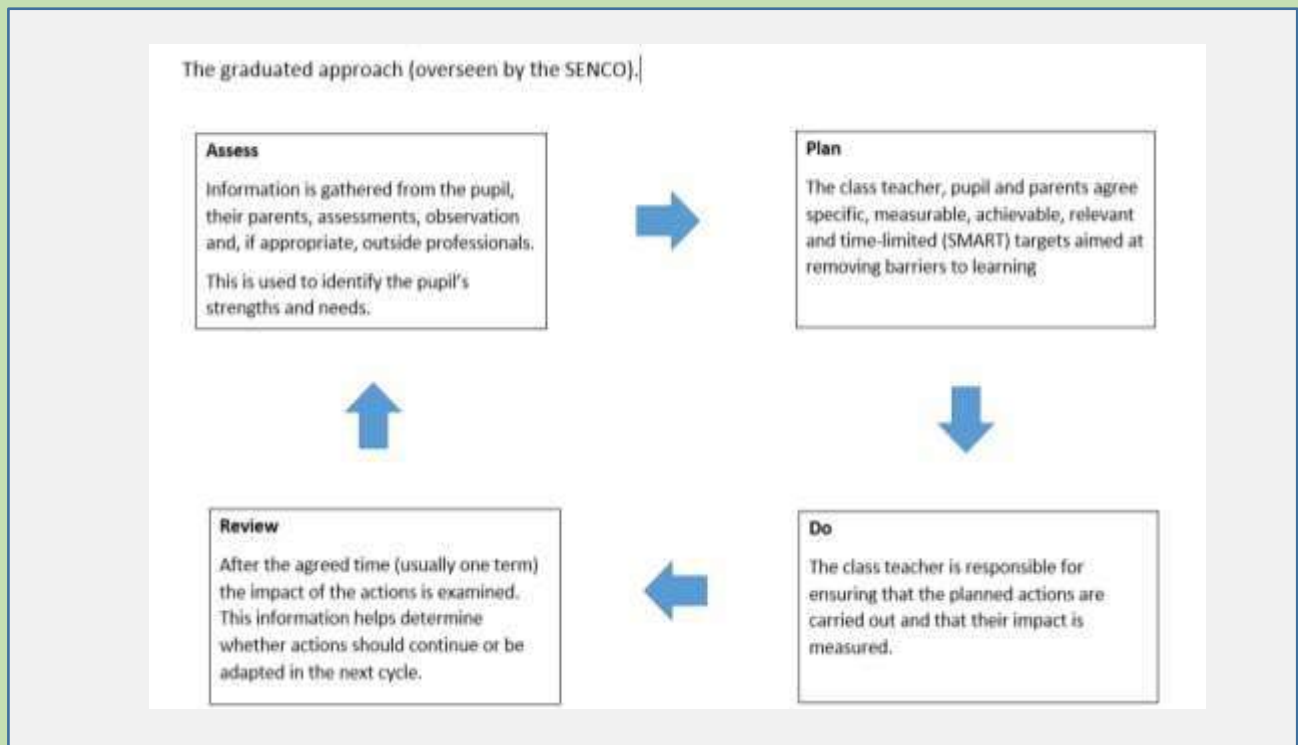 The graduated approach (overseen by the SENCO).
Assess
Information is gathered from the pupil,
their parents, assessments, observation
and, if appropriate, outside professionals.
This is used to identify the pupil's
strengths and needs.
Plan
The class teacher, pupil and parents agree
specific, measurable, achievable, relevant
and time-limited (SMART) targets aimed at
removing barriers to learning
Do
The class teacher is responsible for
ensuring that the planned actions are
carried out and that their impact is
measured.
Review
After the agreed time (usually one term)
the impact of the actions is examined.
This information helps determine
whether actions should continue or be
adapted in the next cycle.